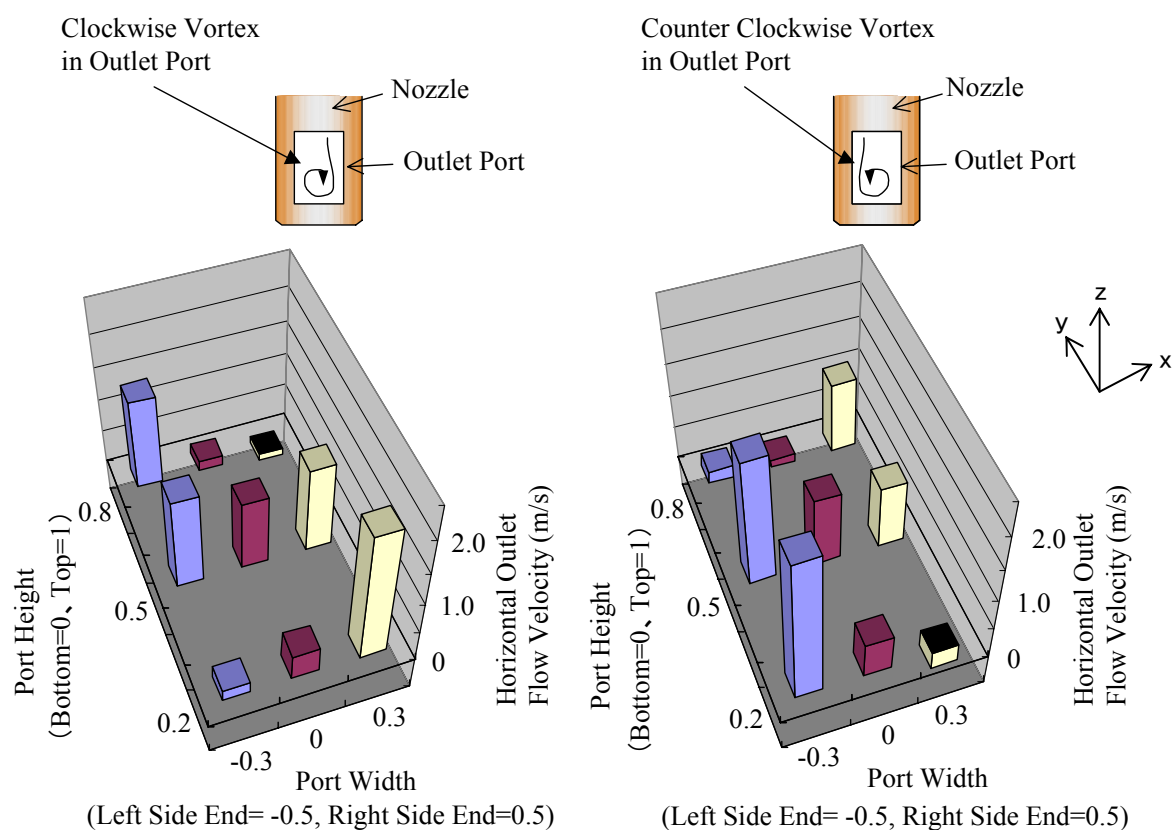 Clockwise Vortex
in Outlet Port
Nozzle
Outlet Port
Counter Clockwise Vortex
in Outlet Port
Nozzle
Outlet Port
z
y
x
Port Height
(Bottom=0、Top=1)
0.8
0.5
0.2
-0.3
0
0.3
Port Width
(Left Side End= -0.5, Right Side End=0.5)
2.0
1.0
0
Horizontal Outlet
Flow Velocity (m/s)
Port Height
(Bottom=0、Top=1)
0.8
0.5
0.2
-0.3
0
0.3
Port Width
(Left Side End= -0.5, Right Side End=0.5)
2.0
1.0
0
Horizontal Outlet
Flow Velocity (m/s)